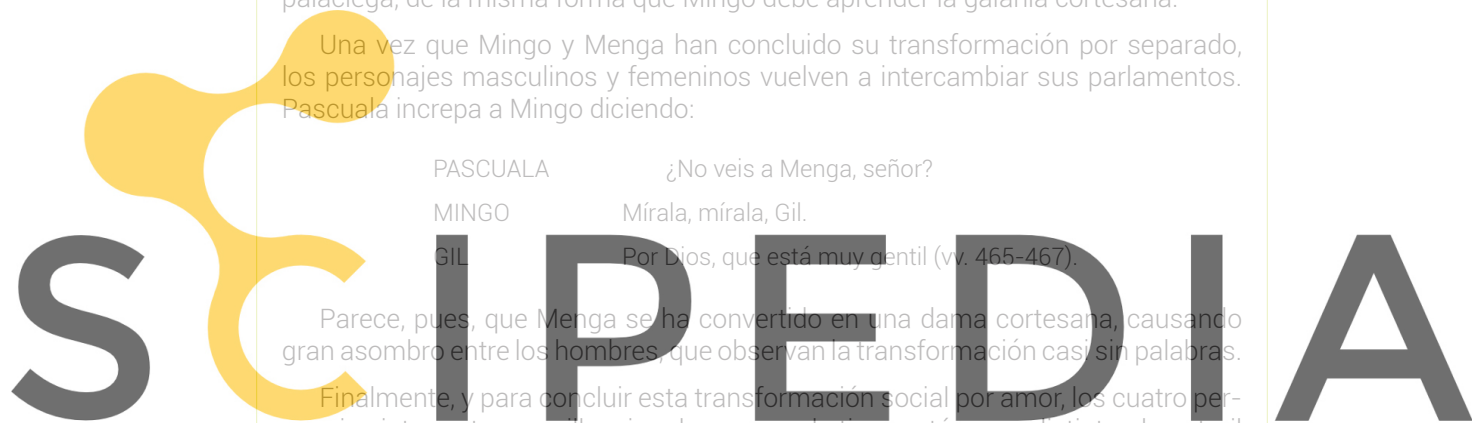 palaciega, de la misma forma que Mingo debe aprender la galanía cortesana.
Una vez que Mingo y Menga han concluido su transformación por separado,
los personajes masculinos y femeninos vuelven a intercambiar sus parlamentos.
Pascuala increpa a Mingo diciendo:
PASCUALA ¿No veis a Menga, señor?
MINGO Mírala, mírala, Gil.
GIL Por Dios, que está muy gentil (vv. 465-467).
SCIPEDIA
Parece, pues, que Menga se ha convertido en una dama cortesana, causando
gran asombro entre los hombres, que observan la transformación casi sin palabras.
Finalmente, y para concluir esta transformación social por amor, los cuatro per-